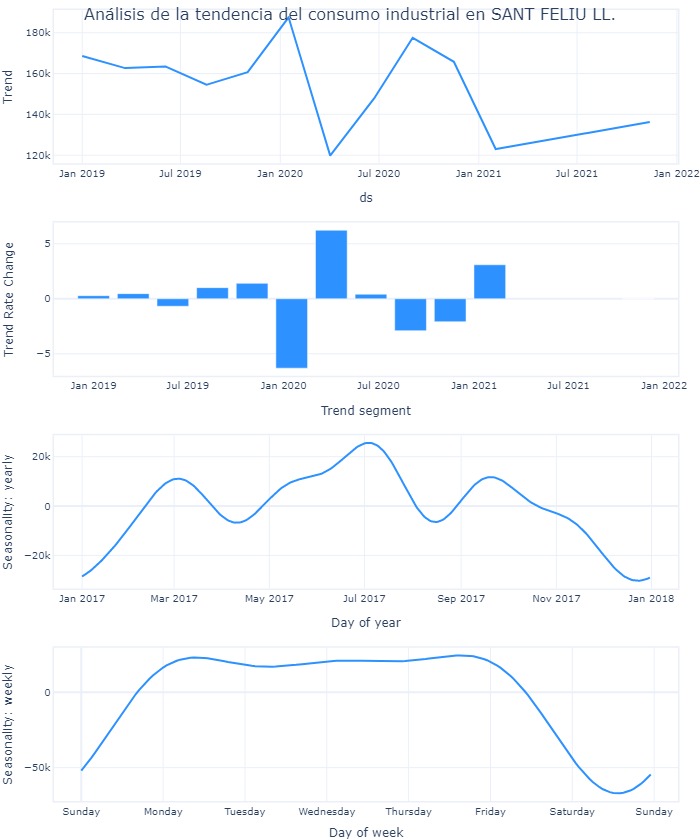 Análisis de la tendencia del consumo industrial en SANT FELIU LL.
180k
160k
140k
120k
Trend
Jan 2019 Jul 2019 Jan 2020 Jul 2020 Jan 2021 Jul 2021 Jan 2022
ds
5
0
−5
Trend Rate Change
Jan 2019 Jul 2019 Jan 2020 Jul 2020 Jan 2021 Jul 2021 Jan 2022
Trend segment
20k
0
−20k
Seasonality: yearly
Jan 2017 Mar 2017 May 2017 Jul 2017 Sep 2017 Nov 2017 Jan 2018
Day of year
0
−50k
Seasonality: weekly
Sunday Monday Tuesday Wednesday Thursday Friday Saturday Sunday
Day of week